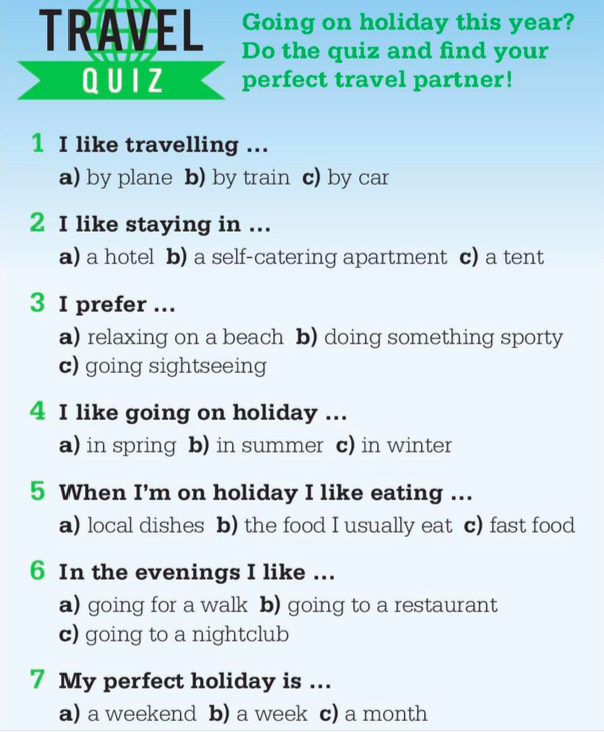 TRAVEL
QUIZ
Going on holiday this year?
Do the quiz and find your
perfect travel partner!
1 I like travelling ...
a) by plane b) by train c) by car
2 I like staying in ...
a) a hotel b) a self-catering apartment c) a tent
3 I prefer ...
a) relaxing on a beach b) doing something sporty
c) going sightseeing
4 I like going on holiday ...
a) in spring b) in summer c) in winter
5 When I'm on holiday I like eating ...
a) local dishes b) the food I usually eat c) fast food
6 In the evenings I like ...
a) going for a walk b) going to a restaurant
c) going to a nightclub
7 My perfect holiday is ...
a) a weekend b) a week c) a month